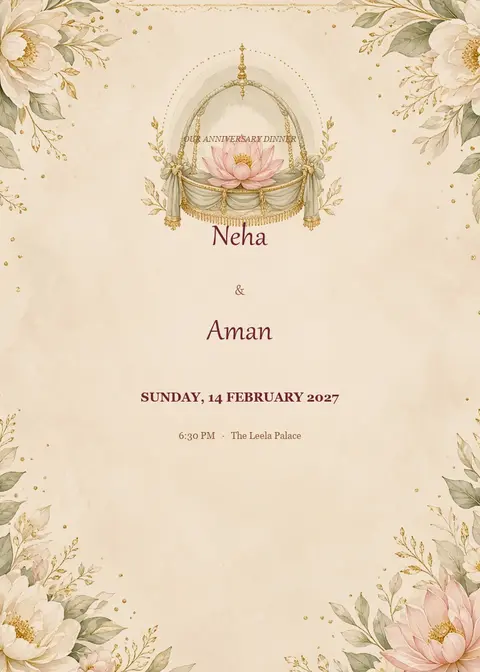 OUR ANNIVERSARY DINNER
Neha
&
Aman
SUNDAY, 14 FEBRUARY 2027
6:30 PM · The Leela Palace